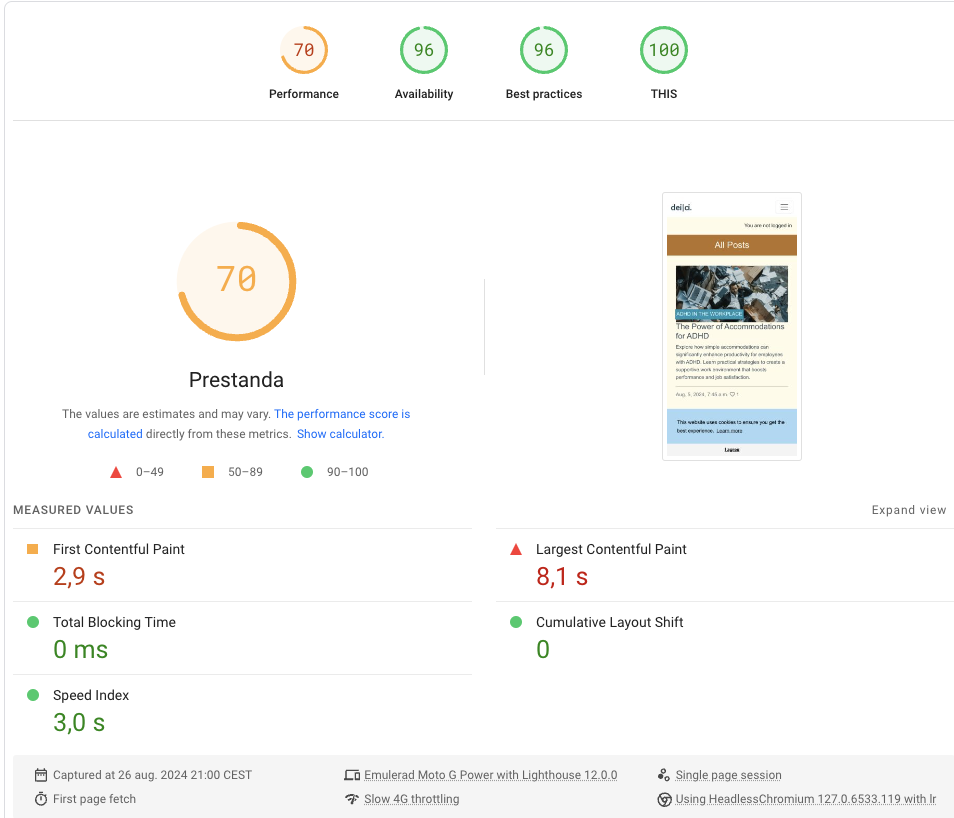 70
96
96
100
Performance
Availability
Best practices
THIS
70
Prestanda
The values are estimates and may vary. The performance score is
calculated directly from these metrics. Show calculator.
0–49
50–89
90–100
dei|ci.
You are not logged in
All Posts
ADHD IN THE WORKPLACE
The Power of Accommodations
for ADHD
Explore how simple accommodations can
significantly enhance productivity for employees
with ADHD. Learn practical strategies to create a
supportive work environment that boosts
performance and job satisfaction.
Aug. 5, 2024, 7:46 a.m.
This website uses cookies to ensure you get the
best experience. Learn more
MEASURED VALUES
Expand view
First Contentful Paint
2,9 s
Largest Contentful Paint
8,1 s
Total Blocking Time
0 ms
Cumulative Layout Shift
0
Speed Index
3,0 s
Captured at 26 aug. 2024 21:00 CEST
Emulerad Moto G Power with Lighthouse 12.0.0
Single page session
First page fetch
Slow 4G throttling
Using HeadlessChromium 127.0.6533.119 with lr